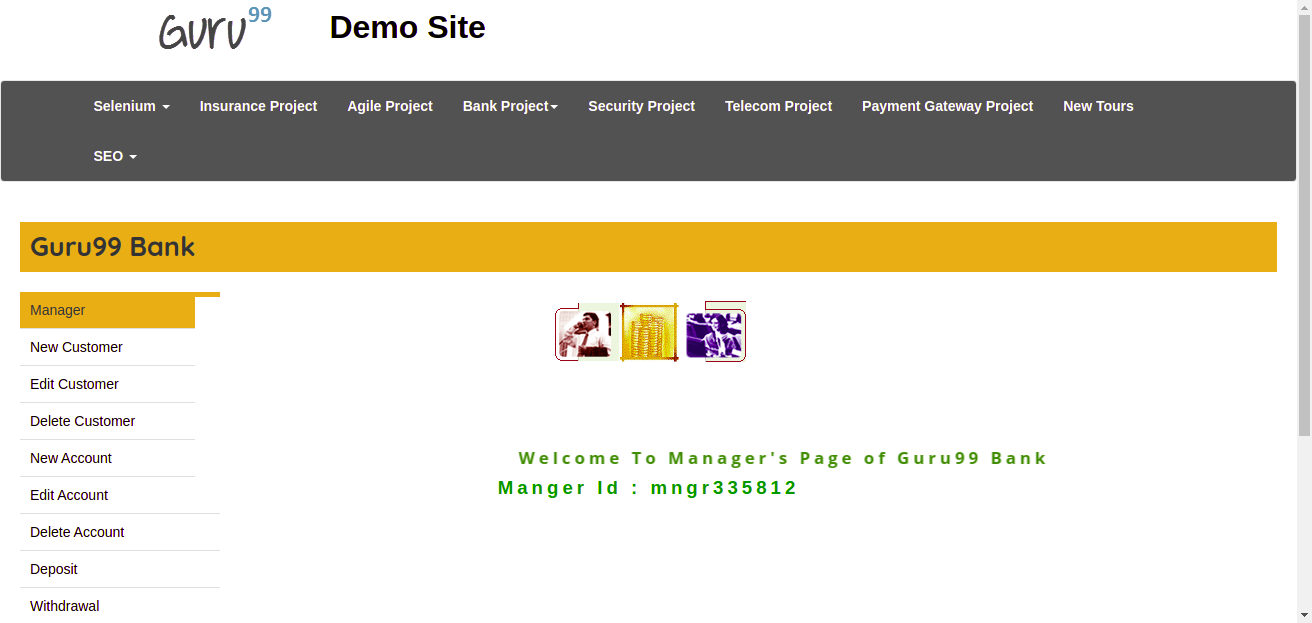 Guru99
Demo Site
Selenium Insurance Project Agile Project Bank Project Security Project Telecom Project Payment Gateway Project New Tours
SEO
Guru99 Bank
Manager
New Customer
Edit Customer
Delete Customer
New Account
Edit Account
Delete Account
Deposit
Withdrawal
Welcome To Manager's Page of Guru99 Bank
Manger Id : mngr335812